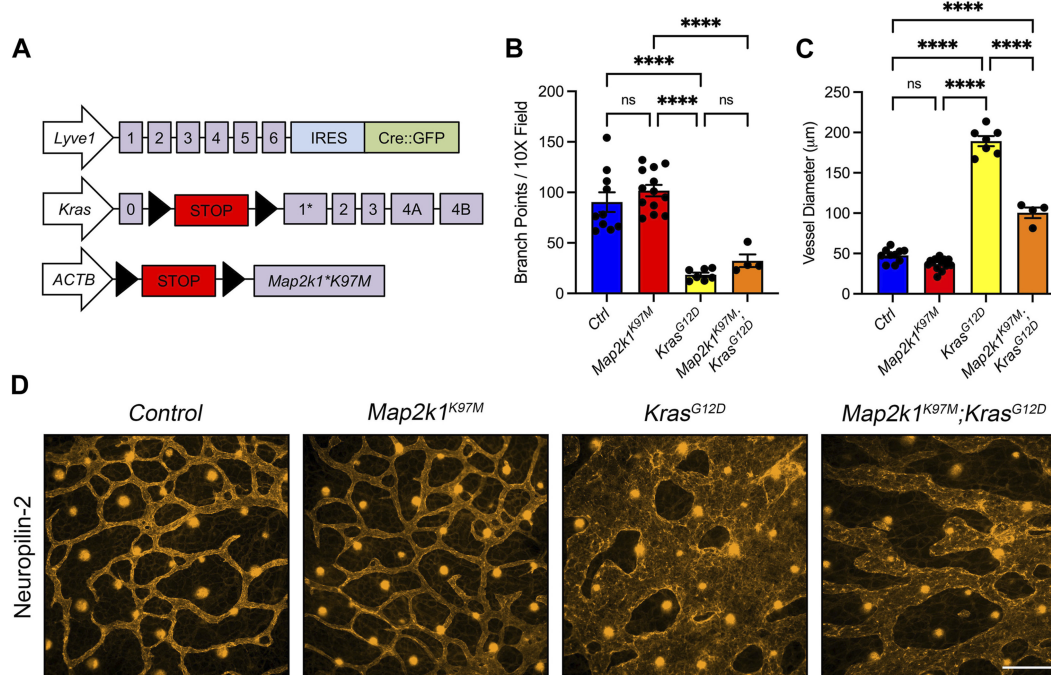 A
Lyve1 1 2 3 4 5 6 IRES Cre::GFP
Kras 0 STOP 1* 2 3 4A 4B
ACTB STOP Map2k1*K97M
B
****
****
ns **** ns
Branch Points / 10X Field
200
150
100
50
0
Ctrl
Map2k1K97M
KrasG12D
Map2k1K97M;
KrasG12D
C
****
**** ****
ns ****
Vessel Diameter (µm)
250
200
150
100
50
0
Ctrl
Map2k1K97M
KrasG12D
Map2k1K97M;
KrasG12D
D
Control Map2k1K97M KrasG12D Map2k1K97M;KrasG12D
Neuropilin-2